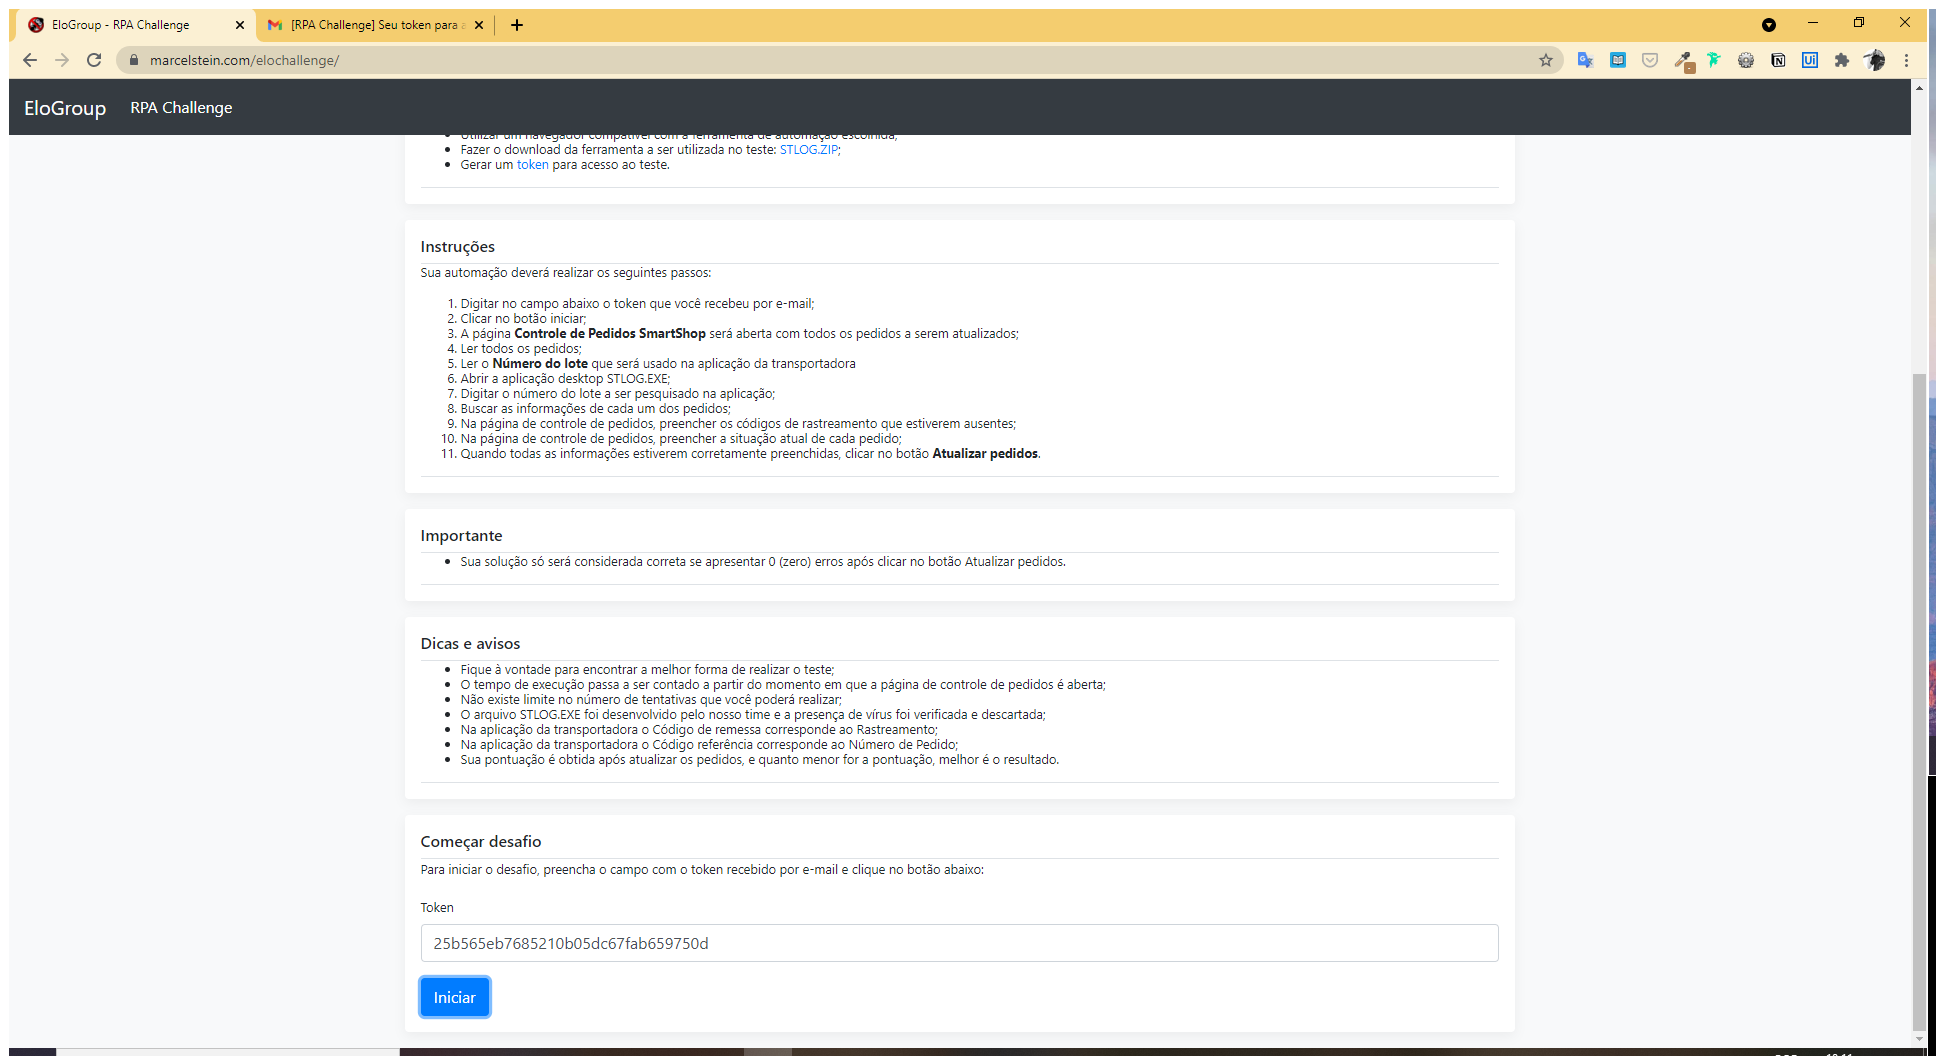 EloGroup - RPA Challenge
[RPA Challenge] Seu token para a
marcelstein.com/elochallenge/
EloGroup RPA Challenge
Utilizar um navegador compatível com a ferramenta de automação escolhida;
Fazer o download da ferramenta a ser utilizada no teste: STLOG.ZIP;
Gerar um token para acesso ao teste.
Instruções
Sua automação deverá realizar os seguintes passos:
1. Digitar no campo abaixo o token que você recebeu por e-mail;
2. Clicar no botão iniciar;
3. A página Controle de Pedidos SmartShop será aberta com todos os pedidos a serem atualizados;
4. Ler todos os pedidos;
5. Ler o Número do lote que será usado na aplicação da transportadora
6. Abrir a aplicação desktop STLOG.EXE;
7. Digitar o número do lote a ser pesquisado na aplicação;
8. Buscar as informações de cada um dos pedidos;
9. Na página de controle de pedidos, preencher os códigos de rastreamento que estiverem ausentes;
10. Na página de controle de pedidos, preencher a situação atual de cada pedido;
11. Quando todas as informações estiverem corretamente preenchidas, clicar no botão Atualizar pedidos.
Importante
Sua solução só será considerada correta se apresentar 0 (zero) erros após clicar no botão Atualizar pedidos.
Dicas e avisos
Fique à vontade para encontrar a melhor forma de realizar o teste;
O tempo de execução passa a ser contado a partir do momento em que a página de controle de pedidos é aberta;
Não existe limite no número de tentativas que você poderá realizar;
O arquivo STLOG.EXE foi desenvolvido pelo nosso time e a presença de vírus foi verificada e descartada;
Na aplicação da transportadora o Código de remessa corresponde ao Rastreamento;
Na aplicação da transportadora o Código referência corresponde ao Número de Pedido;
Sua pontuação é obtida após atualizar os pedidos, e quanto menor for a pontuação, melhor é o resultado.
Começar desafio
Para iniciar o desafio, preencha o campo com o token recebido por e-mail e clique no botão abaixo:
Token
25b565eb7685210b05dc67fab659750d
Iniciar